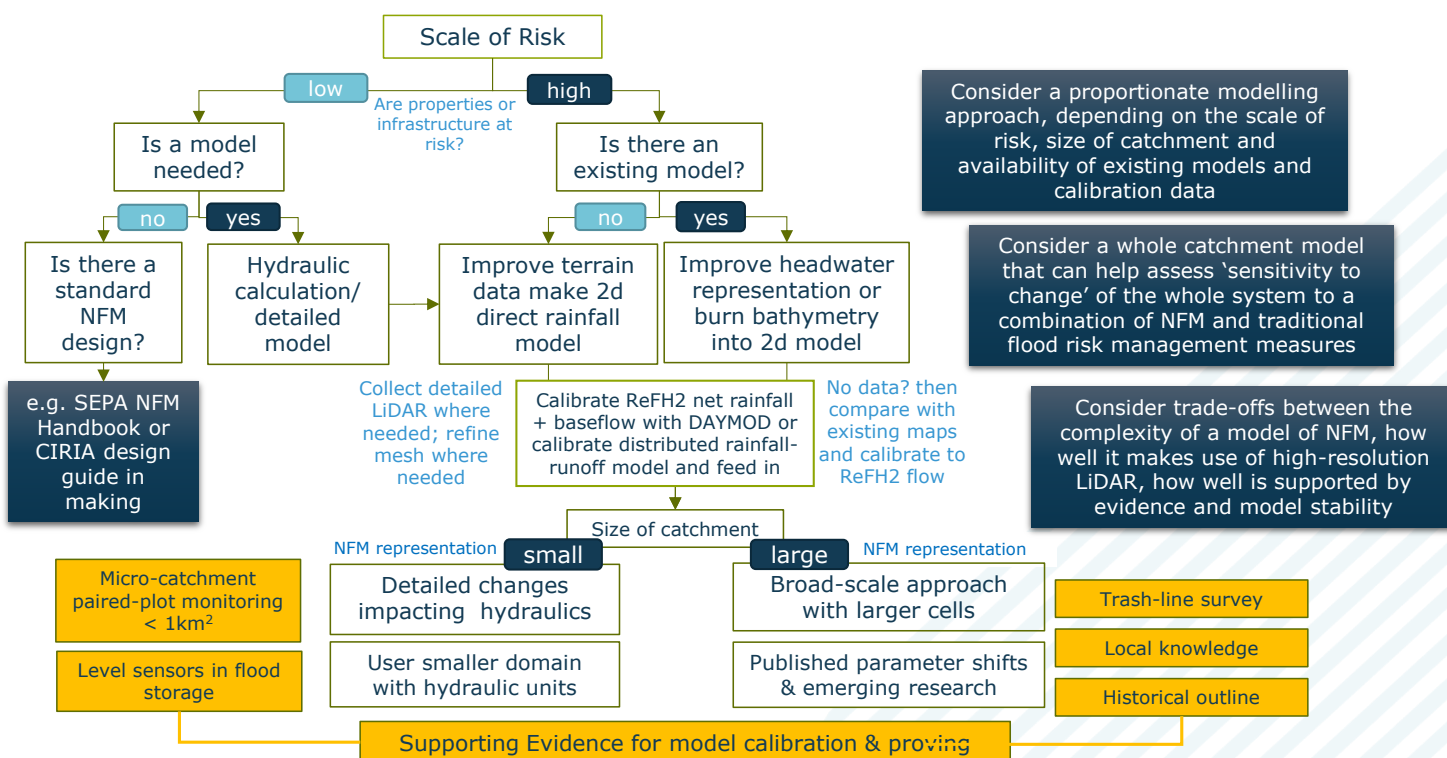 Scale of Risk
low
high
Are properties or
infrastructure at
risk?
Is a model
needed?
Is there an
existing model?
no
yes
no
yes
Is there a
standard
NFM
design?
Hydraulic
calculation/
detailed
model
Improve terrain
data make 2d
direct rainfall
model
Improve headwater
representation or
burn bathymetry
into 2d model
e.g. SEPA NFM
Handbook or
CIRIA design
guide in
making
Collect detailed
LiDAR where
needed; refine
mesh where
needed
Calibrate ReFH2 net rainfall
+ baseflow with DAYMOD or
calibrate distributed rainfall-
runoff model and feed in
No data? then
compare with
existing maps
and calibrate to
ReFH2 flow
Size of catchment
NFM representation
small
large
NFM representation
Detailed changes
impacting hydraulics
Broad-scale approach
with larger cells
User smaller domain
with hydraulic units
Published parameter shifts
& emerging research
Micro-catchment
paired-plot monitoring
< 1km²
Level sensors in flood
storage
Trash-line survey
Local knowledge
Historical outline
Supporting Evidence for model calibration & proving
Consider a proportionate modelling
approach, depending on the scale of
risk, size of catchment and
availability of existing models and
calibration data
Consider a whole catchment model
that can help assess ‘sensitivity to
change’ of the whole system to a
combination of NFM and traditional
flood risk management measures
Consider trade-offs between the
complexity of a model of NFM, how
well it makes use of high-resolution
LiDAR, how well is supported by
evidence and model stability